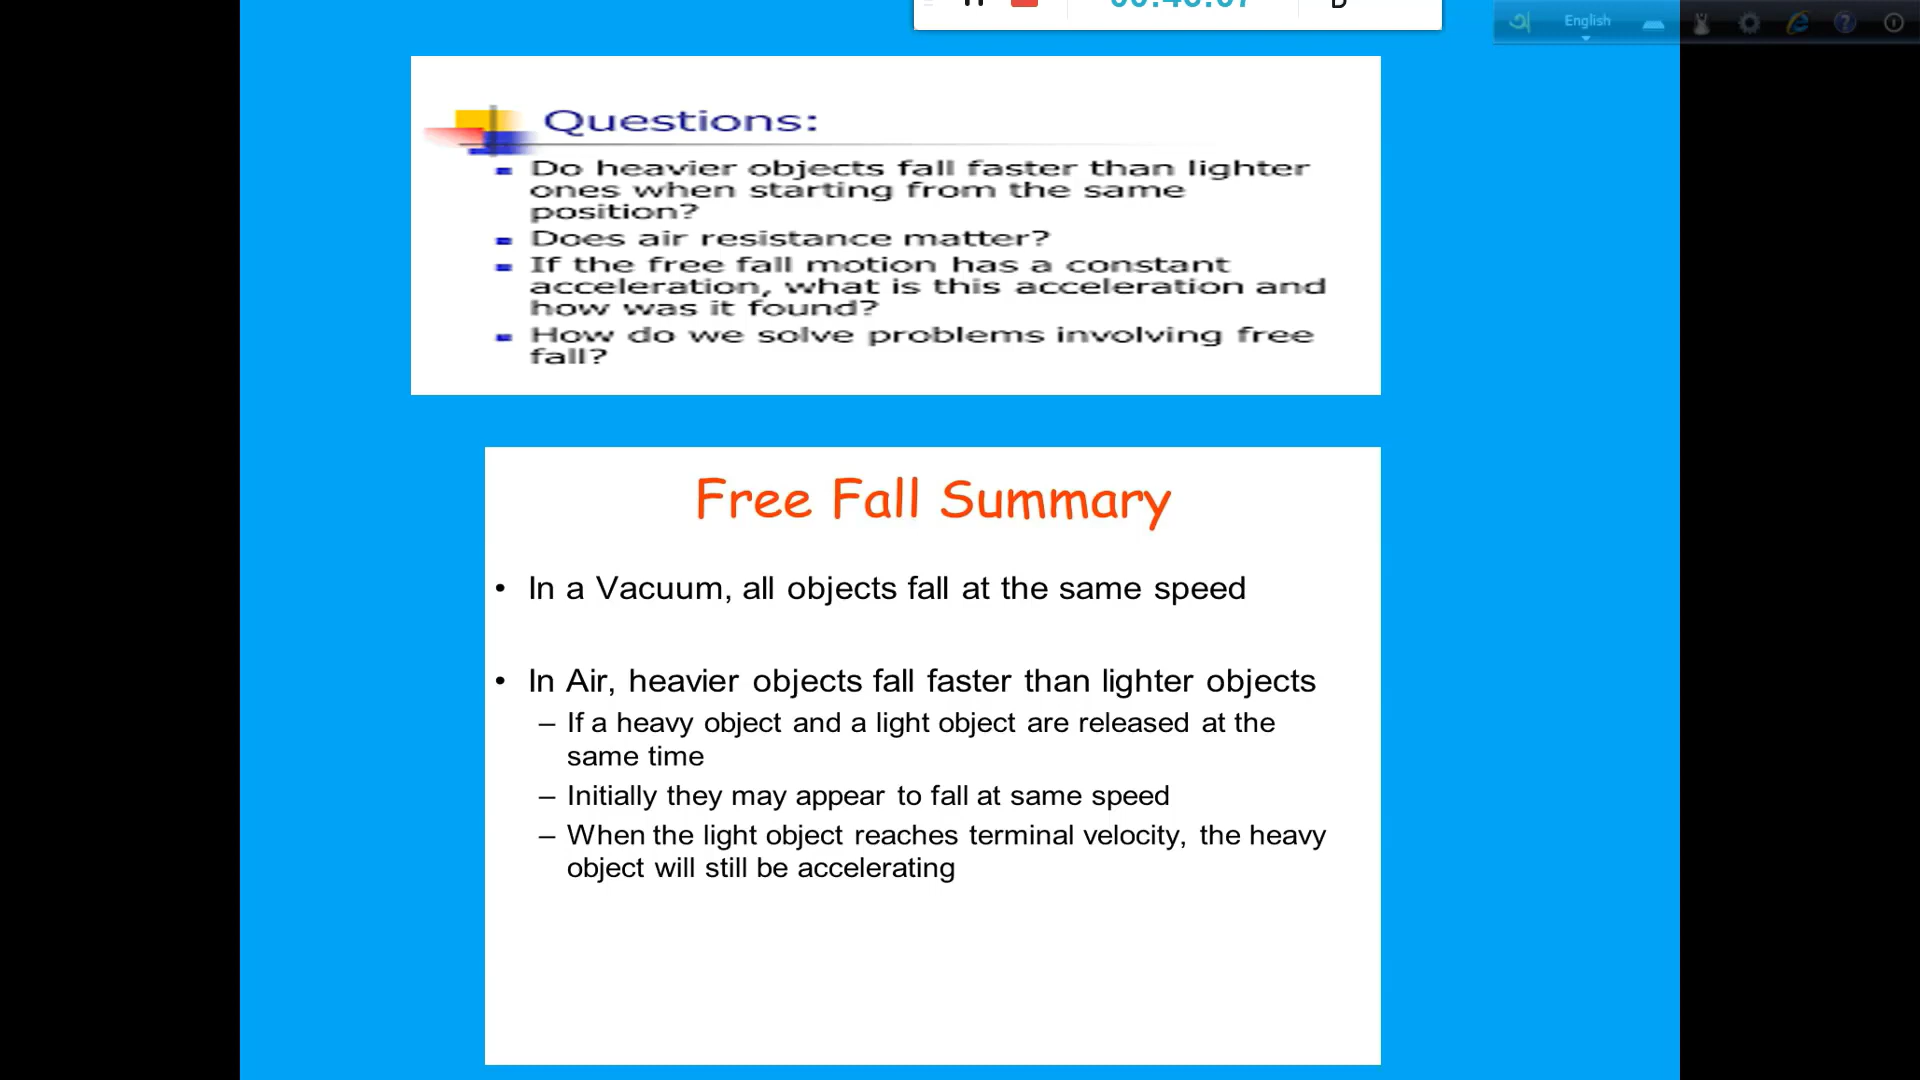 English
Questions:
Do heavier objects fall faster than lighter
ones when starting from the same
position?
Does air resistance matter?
If the free fall motion has a constant
acceleration, what is this acceleration and
how was it found?
How do we solve problems involving free
fall?
Free Fall Summary
• In a Vacuum, all objects fall at the same speed
• In Air, heavier objects fall faster than lighter objects
– If a heavy object and a light object are released at the
same time
– Initially they may appear to fall at same speed
– When the light object reaches terminal velocity, the heavy
object will still be accelerating